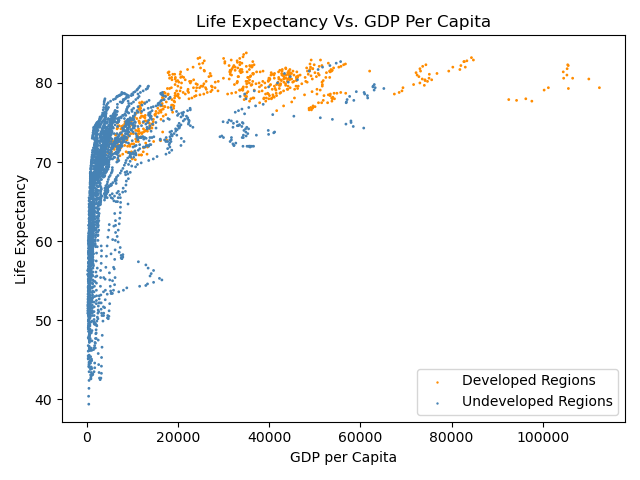 Life Expectancy Vs. GDP Per Capita
Life Expectancy
80
70
60
50
40
0 20000 40000 60000 80000 100000
GDP per Capita
Developed Regions
Undeveloped Regions